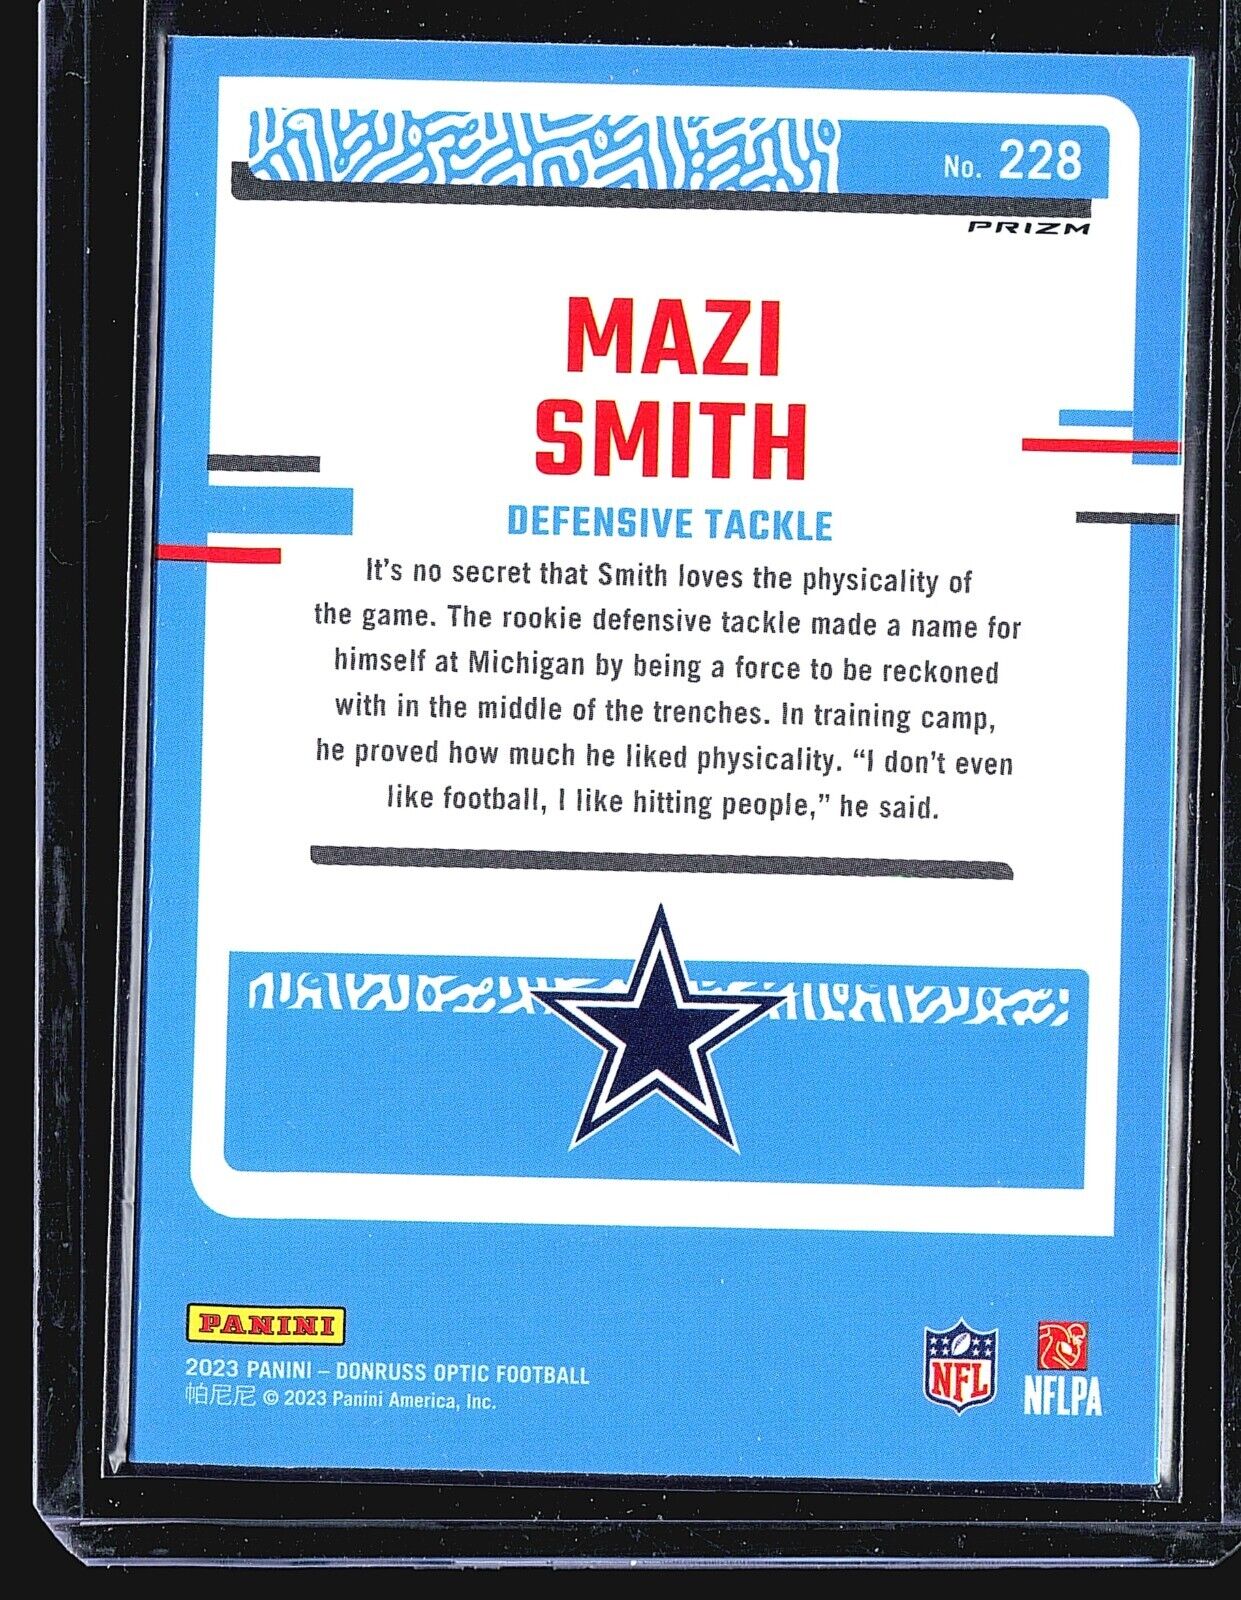 No. 228
PRIZM
MAZI
SMITH
DEFENSIVE TACKLE
It's no secret that Smith loves the physicality of
the game. The rookie defensive tackle made a name for
himself at Michigan by being a force to be reckoned
with in the middle of the trenches. In training camp,
he proved how much he liked physicality. “I don't even
like football, I like hitting people,” he said.
PANINI
2023 PANINI – DONRUSS OPTIC FOOTBALL
帕尼尼 © 2023 Panini America, Inc.
NFL
NFLPA